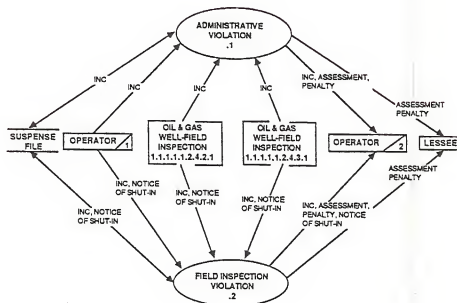 ADMINISTRATIVE
VIOLATION
.1
INC
INC
INC
INC
INC, ASSESSMENT,
PENALTY
ASSESSMENT
PENALTY
SUSPENSE
FILE
OPERATOR
1
OIL & GAS
WELL-FIELD
INSPECTION
1.1.1.1.1.2.4.2.1
OIL & GAS
WELL-FIELD
INSPECTION
1.1.1.1.1.2.4.3.1
OPERATOR
2
LESSEE
ASSESSMENT
PENALTY
INC, NOTICE
OF SHUT-IN
INC, NOTICE
OF SHUT-IN
INC, NOTICE
OF SHUT-IN
INC, NOTICE
OF SHUT-IN
INC, ASSESSMENT,
PENALTY, NOTICE
OF SHUT-IN
FIELD INSPECTION
VIOLATION
.2